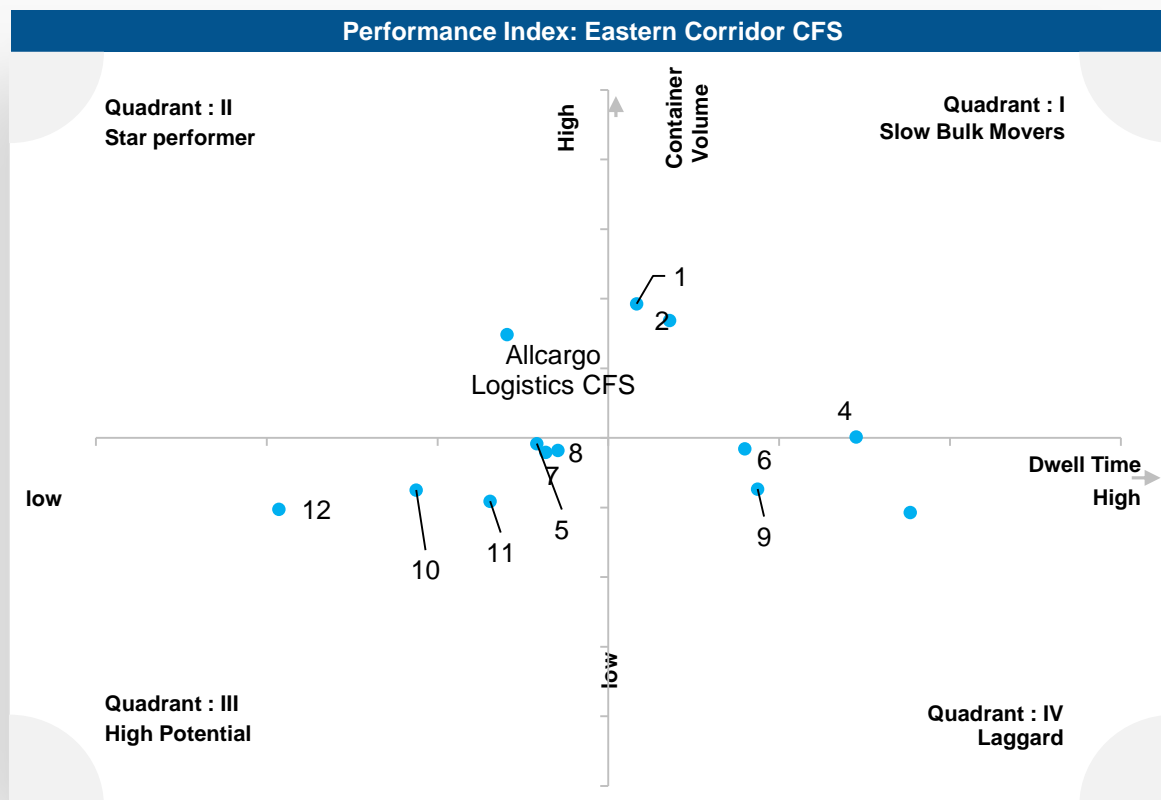 Performance Index: Eastern Corridor CFS
Quadrant : II
Star performer
High
Container
Volume
Quadrant : I
Slow Bulk Movers
1
2
Allcargo
Logistics CFS
4
8
6
7
Dwell Time
High
low
12
11
5
9
10
low
Quadrant : III
High Potential
Quadrant : IV
Laggard